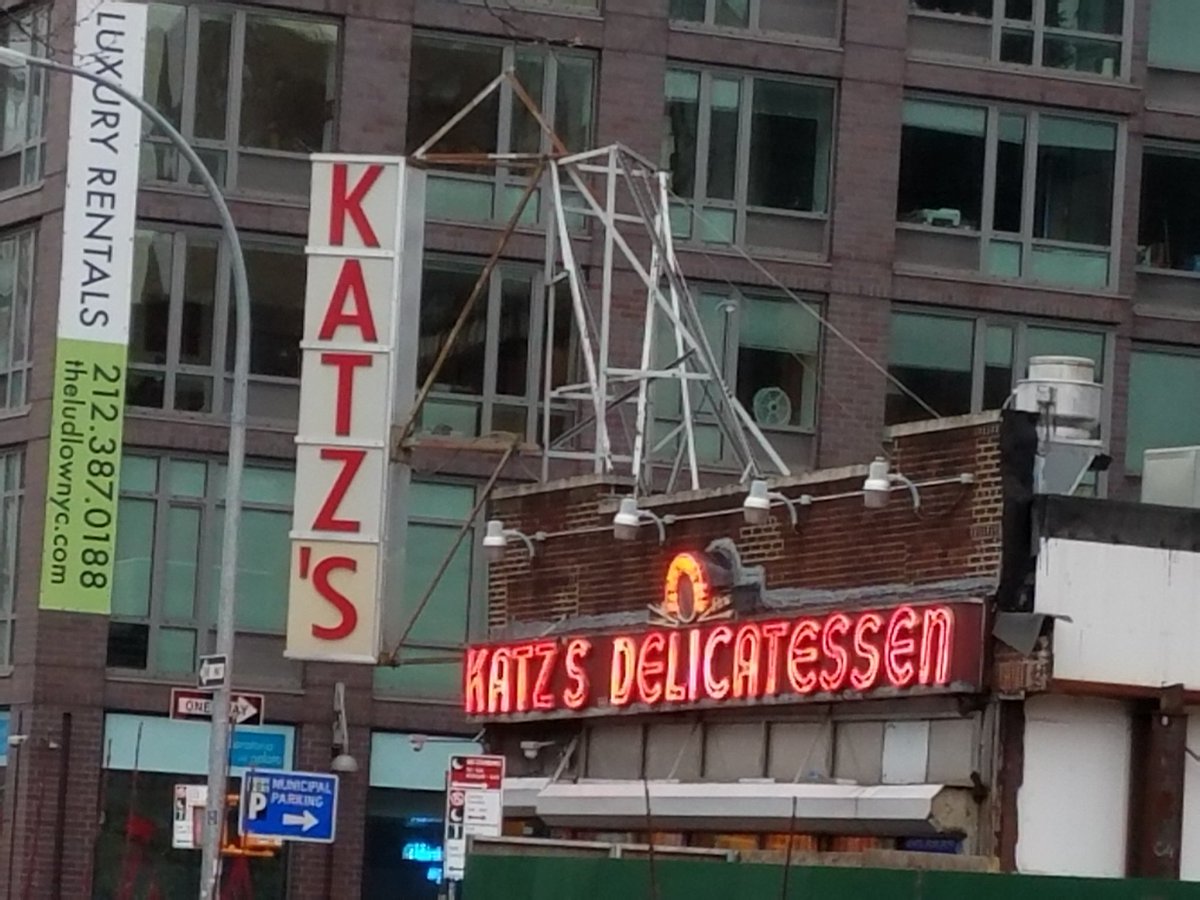 LUXURY RENTALS
212.387.0188
theludlownyc.com
KATZ'S
KATZ'S DELICATESSEN
ONE WAY
P MUNICIPAL
PARKING